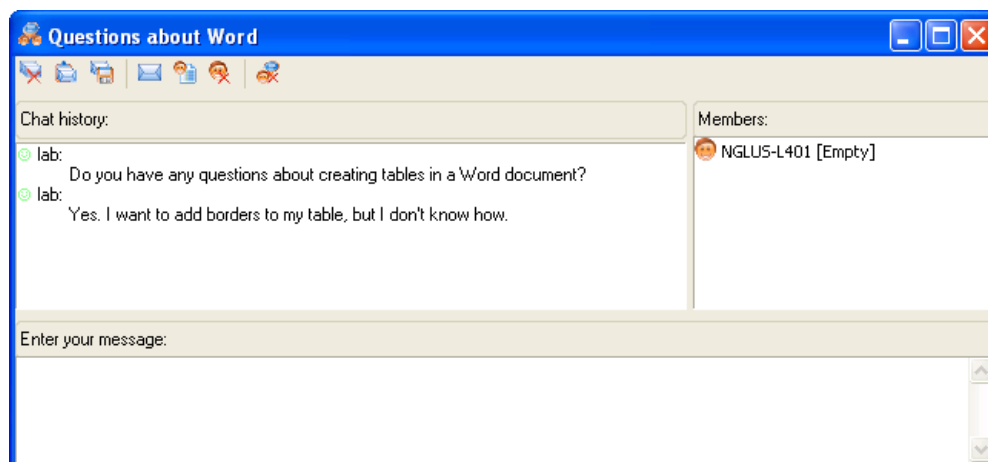 Questions about Word
Chat history:
Members:
lab:
Do you have any questions about creating tables in a Word document?
lab:
Yes. I want to add borders to my table, but I don't know how.
NGLUS-L401 [Empty]
Enter your message: